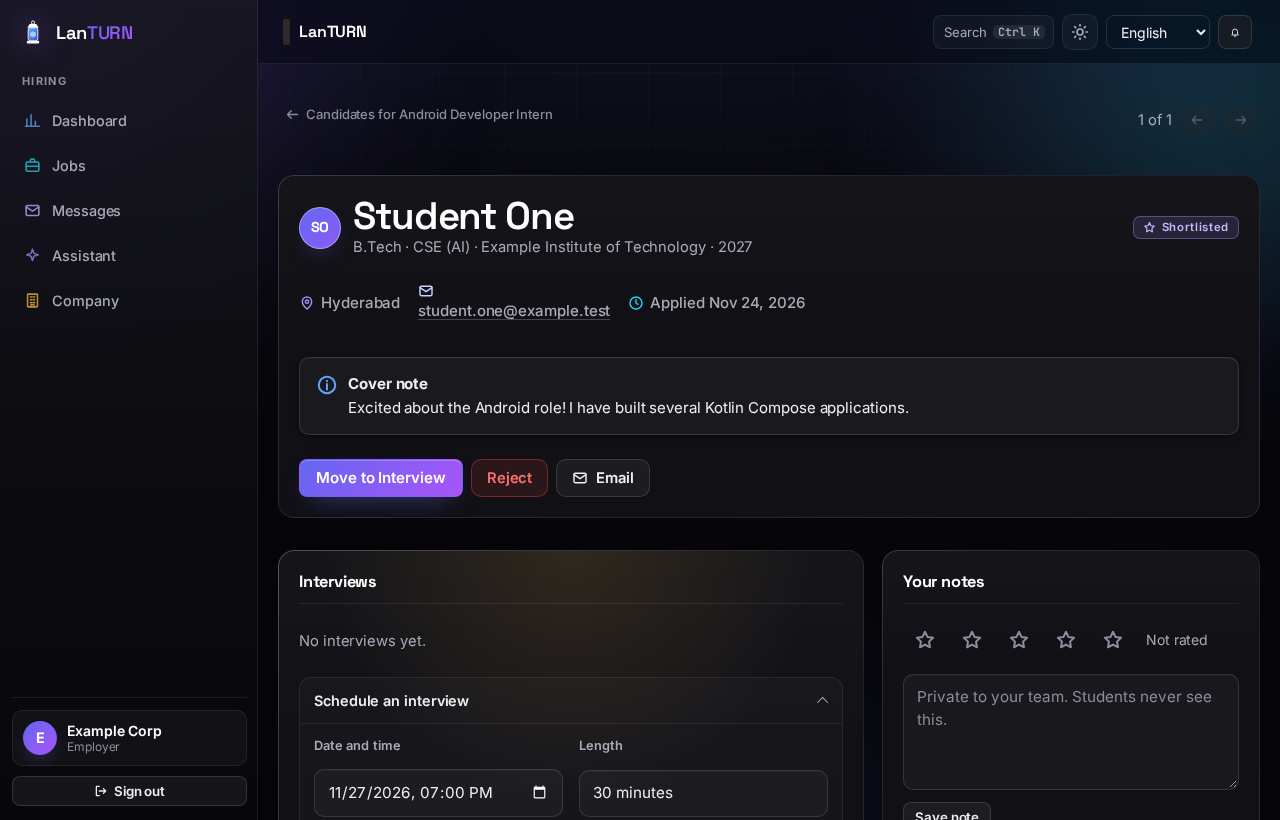 LanTURN
HIRING
Dashboard
Jobs
Messages
Assistant
Company
E
Example Corp
Employer
Sign out
LanTURN
Search Ctrl K
English
Candidates for Android Developer Intern
1 of 1
SO
Student One
B.Tech · CSE (AI) · Example Institute of Technology · 2027
Shortlisted
Hyderabad
student.one@example.test
Applied Nov 24, 2026
Cover note
Excited about the Android role! I have built several Kotlin Compose applications.
Move to Interview
Reject
Email
Interviews
No interviews yet.
Schedule an interview
Date and time
Length
11/27/2026, 07:00 PM
30 minutes
Your notes
Not rated
Private to your team. Students never see
this.
Save note